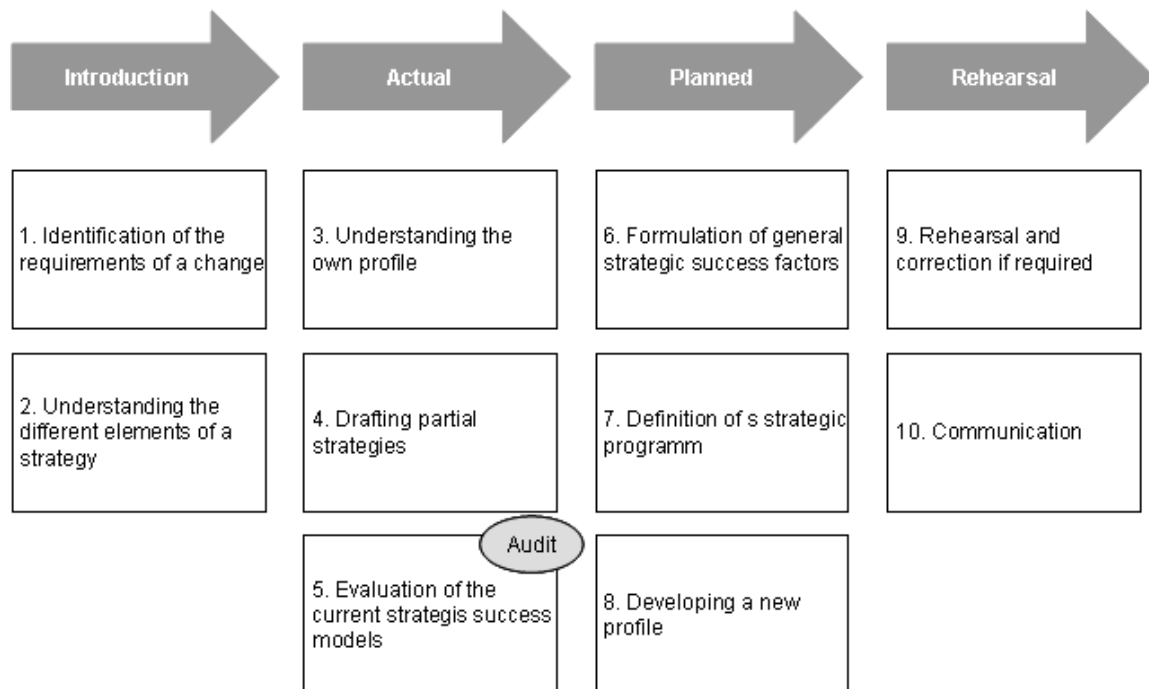 Introduction
Actual
Planned
Rehearsal
1. Identification of the
requirements of a change
3. Understanding the
own profile
6. Formulation of general
strategic success factors
9. Rehearsal and
correction if required
2. Understanding the
different elements of a
strategy
4. Drafting partial
strategies
7. Definition of s strategic
programm
10. Communication
Audit
5. Evaluation of the
current strategis success
models
8. Developing a new
profile